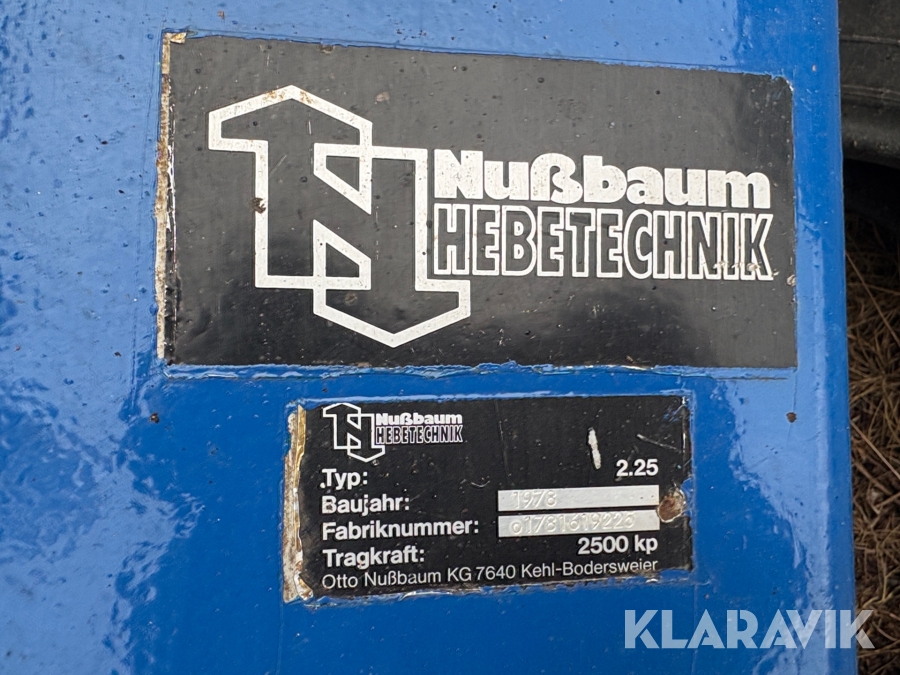 Nußbaum
HEBETECHNIK
Nußbaum
HEBETECHNIK
Typ: 2.25
Baujahr: 1978
Fabriknummer: 01781619223
Tragkraft: 2500 kp
Otto Nußbaum KG 7640 Kehl-Bodersweier
KLARAVIK